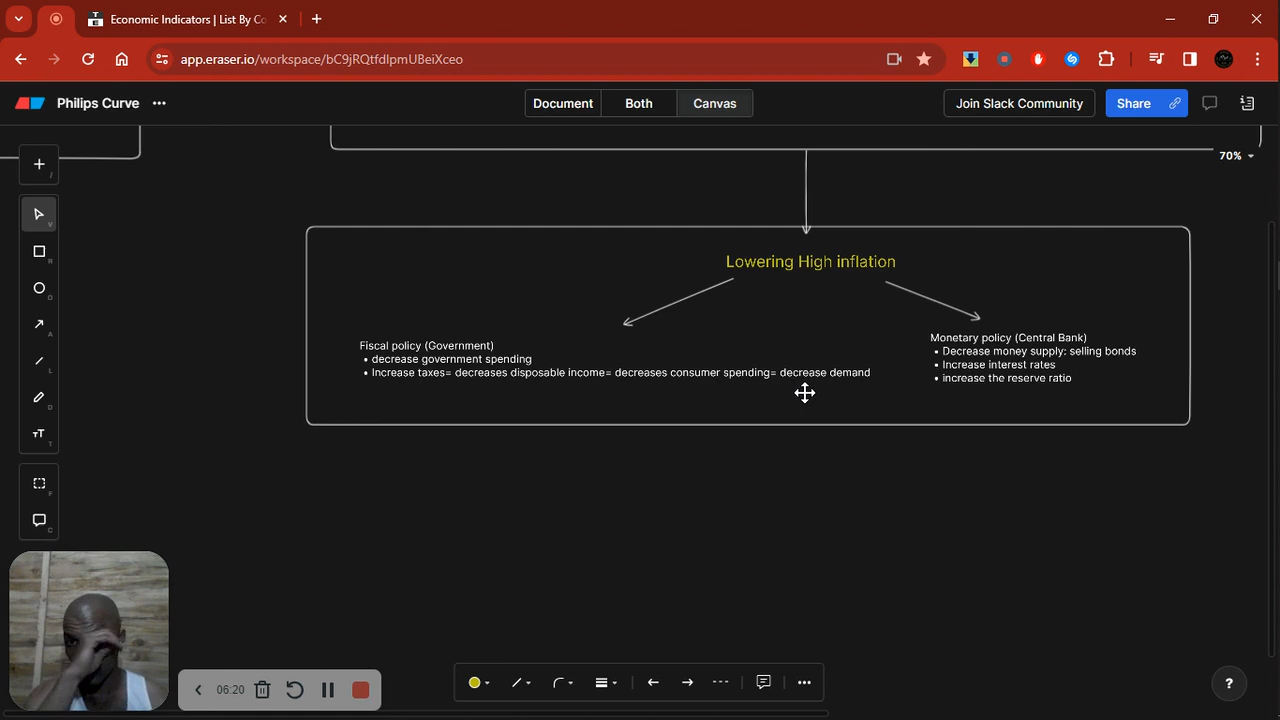 Economic Indicators | List By Co
app.eraser.io/workspace/bC9jRQtfdIpmUBeiXceo
Philips Curve
Document
Both
Canvas
Join Slack Community
Share
70%
Lowering High inflation
Fiscal policy (Government)
• decrease government spending
• Increase taxes= decreases disposable income= decreases consumer spending= decrease demand
Monetary policy (Central Bank)
• Decrease money supply: selling bonds
• Increase interest rates
• increase the reserve ratio
06:20